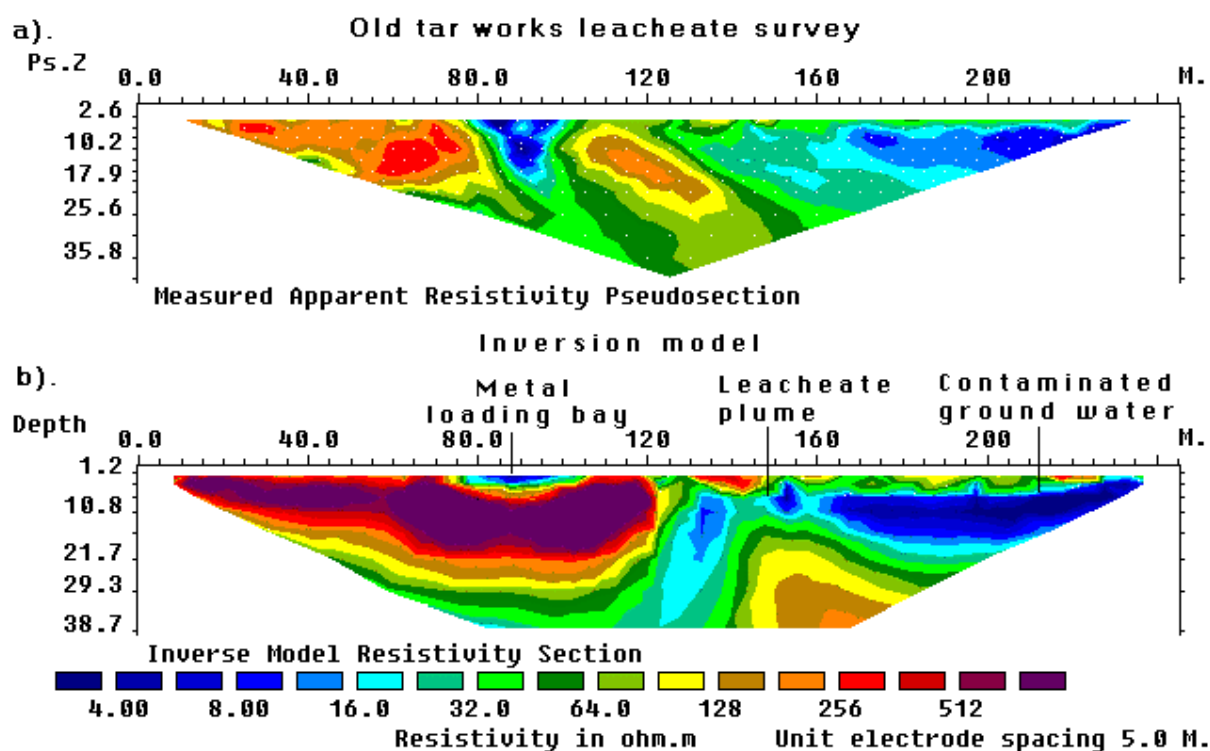 a).
Old tar works leacheate survey
Ps.Z
0.0 40.0 80.0 120 160 200 M.
2.6
10.2
17.9
25.6
35.8
Measured Apparent Resistivity Pseudosection
Inversion model
b).
Metal loading bay
Leacheate plume
Contaminated ground water
Depth
0.0 40.0 80.0 120 160 200 M.
1.2
10.8
21.7
29.3
38.7
Inverse Model Resistivity Section
4.00 8.00 16.0 32.0 64.0 128 256 512
Resistivity in ohm.m Unit electrode spacing 5.0 M.